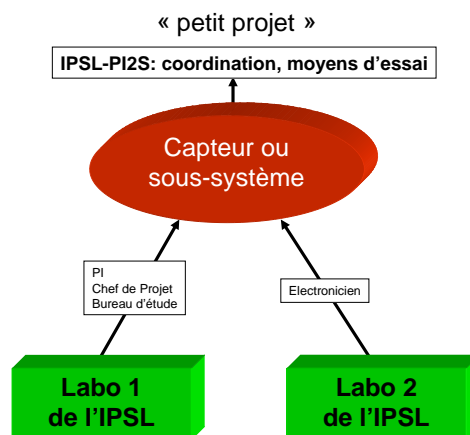 « petit projet »
IPSL-PI2S: coordination, moyens d’essai
Capteur ou
sous-système
PI
Chef de Projet
Bureau d’étude
Electronicien
Labo 1
de l’IPSL
Labo 2
de l’IPSL